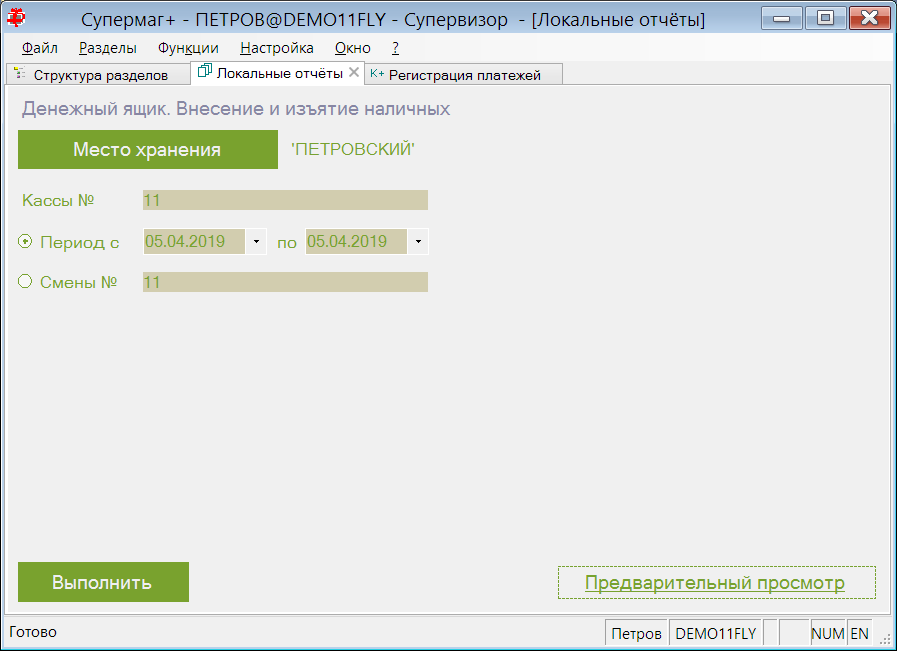 Супермаг+ - ПЕТРОВ@DEMO11FLY - Супервизор - [Локальные отчёты]
Файл Разделы Функции Настройка Окно ?
Структура разделов Локальные отчёты K+ Регистрация платежей
Денежный ящик. Внесение и изъятие наличных
Место хранения 'ПЕТРОВСКИЙ'
Кассы № 11
Период с 05.04.2019 по 05.04.2019
Смены № 11
Выполнить Предварительный просмотр
Готово Петров DEMO11FLY NUM EN